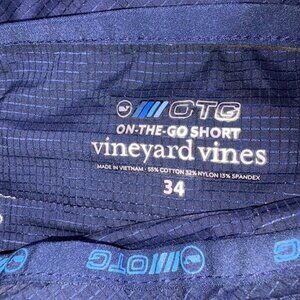 OTG
ON-THE-GO SHORT
vineyard vines
MADE IN VIETNAM · 55% COTTON 32% NYLON 13% SPANDEX
34
OTG